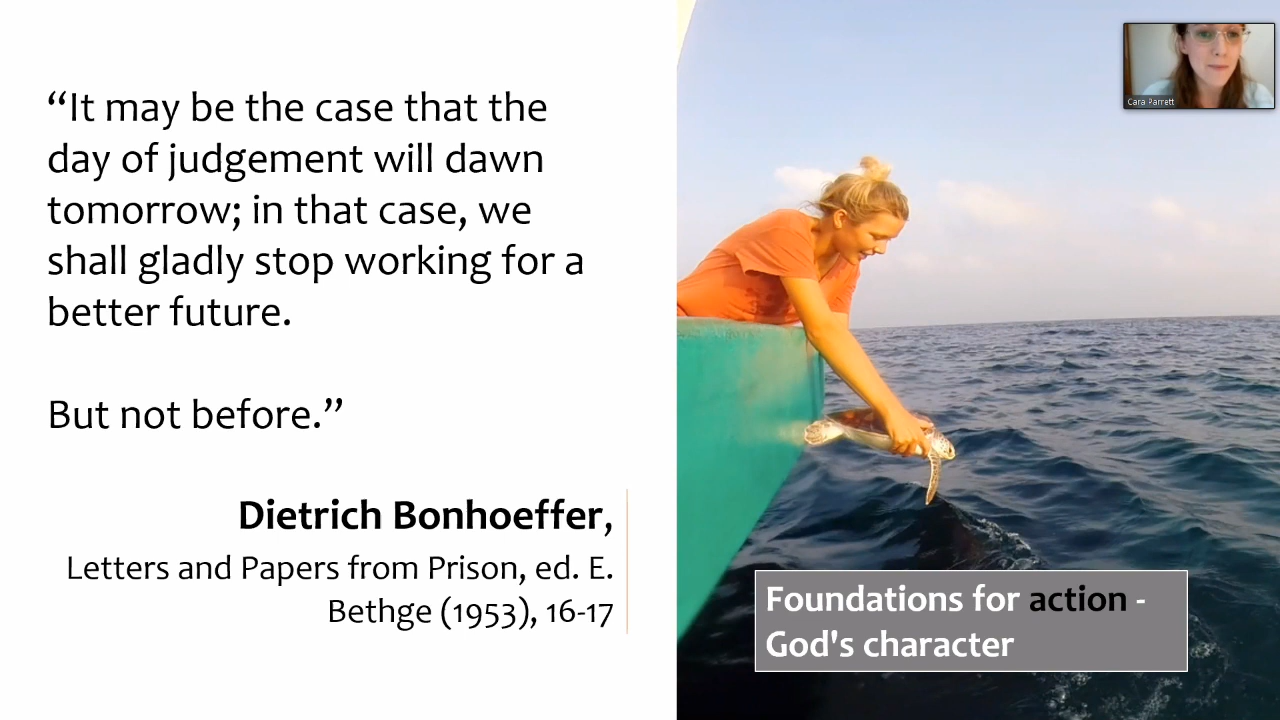 “It may be the case that the
day of judgement will dawn
tomorrow; in that case, we
shall gladly stop working for a
better future.
But not before.”
Dietrich Bonhoeffer,
Letters and Papers from Prison, ed. E.
Bethge (1953), 16-17
Cara Parrett
Foundations for action -
God's character